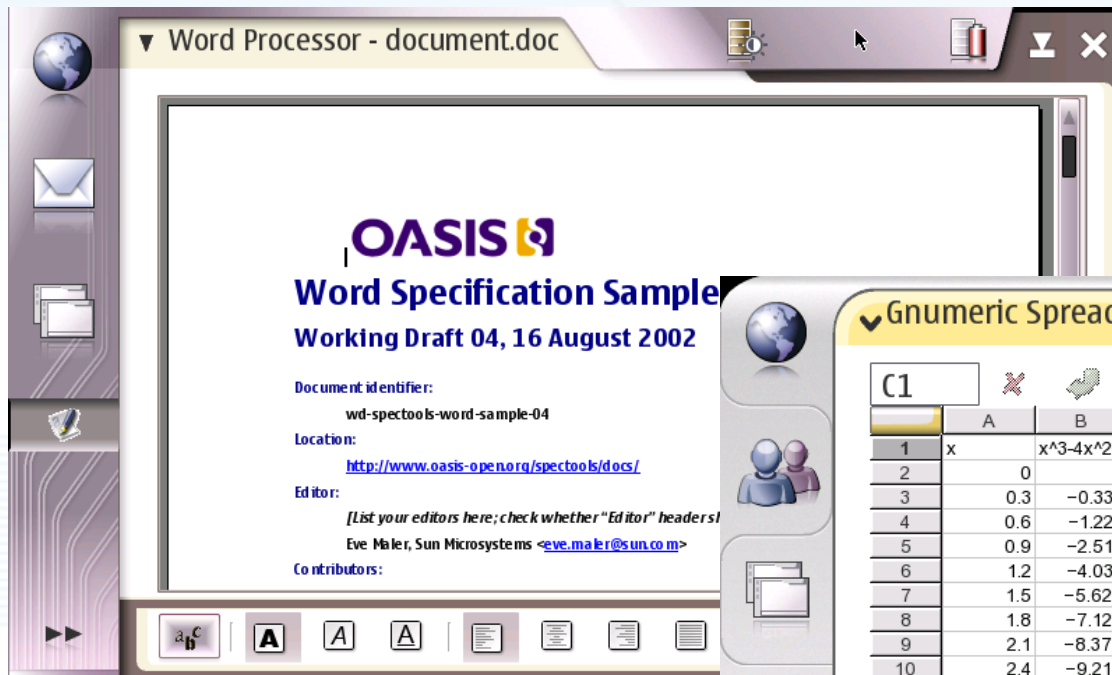 Word Processor - document.doc
OASIS
Word Specification Sample
Working Draft 04, 16 August 2002
Document identifier:
wd-spectools-word-sample-04
Location:
http://www.oasis-open.org/spectools/docs/
Editor:
[List your editors here; check whether "Editor" header s
Eve Maler, Sun Microsystems <eve.maler@sun.com>
Contributors:
abc A A A
Gnumeric Spread
C1
A B
1 x x^3-4x^2
2 0
3 0.3 −0.33
4 0.6 −1.22
5 0.9 −2.51
6 1.2 −4.03
7 1.5 −5.62
8 1.8 −7.12
9 2.1 −8.37
10 2.4 −9.21